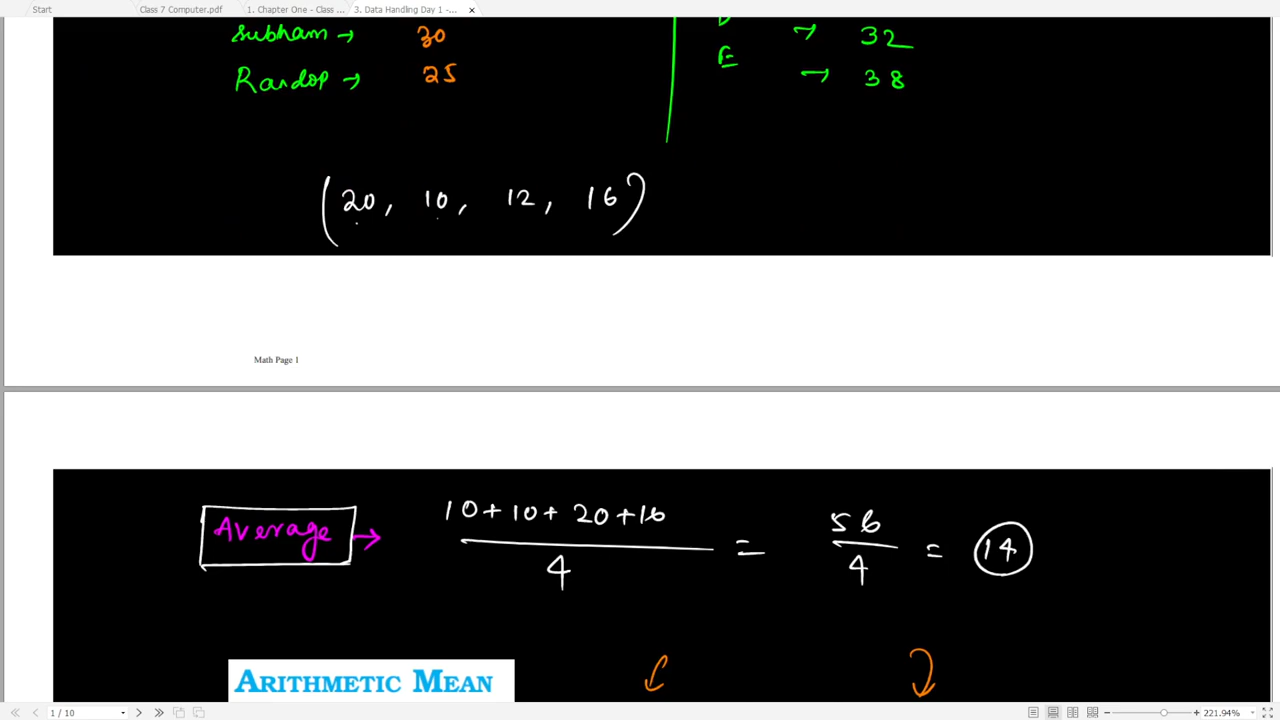 Start Class 7 Computer.pdf 1. Chapter One - Class ... 3. Data Handling Day 1 -... ×
Subham → 30
Randop → 25
→ 32
E → 38
(20, 10, 12, 16)
Math Page 1
Average → 10+10+20+16 / 4 = 56 / 4 = 14
ARITHMETIC MEAN
1 / 10 221.94%